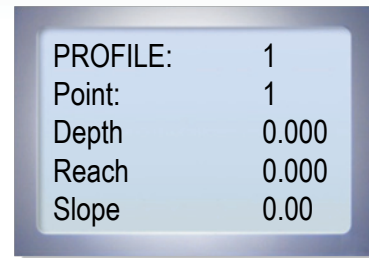 PROFILE: 1
Point: 1
Depth 0.000
Reach 0.000
Slope 0.00